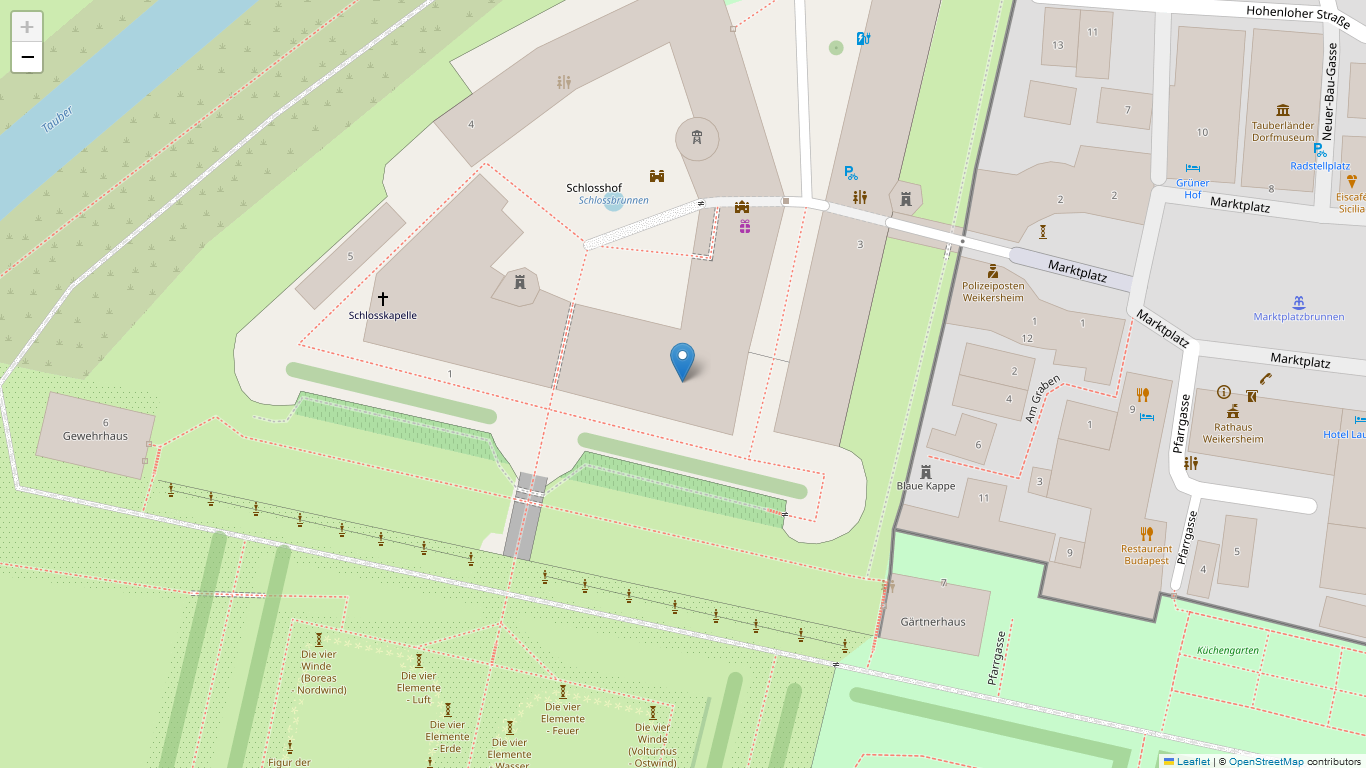 +
−
Tauber
Hohenloher Straße
Neuer-Bau-Gasse
13
11
7
10
8
2
2
Tauberländer
Dorfmuseum
Radstellplatz
Grüner
Hof
Eiscafé
Sicilia
Marktplatz
4
Schlosshof
Schlossbrunnen
5
3
Schlosskapelle
1
Marktplatz
Polizeiposten
Weikersheim
1
12
1
Marktplatzbrunnen
Marktplatz
Marktplatz
2
4
Am Graben
9
1
6
3
Pfarrgasse
Rathaus
Weikersheim
Hotel Lau
6
Gewehrhaus
Blaue Kappe
11
9
Restaurant
Budapest
Pfarrgasse
5
4
7
Gärtnerhaus
Pfarrgasse
Küchengarten
Die vier
Winde
(Boreas
Nordwind)
Die vier
Elemente
- Luft
Die vier
Elemente
- Erde
Die vier
Elemente
- Wasser
Die vier
Elemente
- Feuer
Die vier
Winde
(Volturnus
- Ostwind)
Figur der
Leaflet | © OpenStreetMap contributors